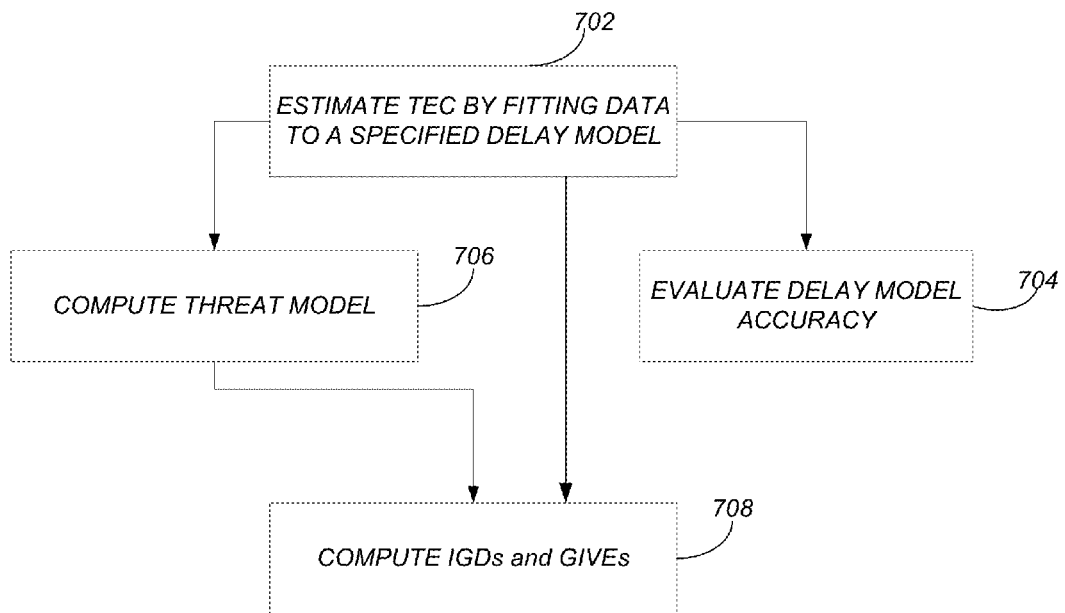 702
ESTIMATE TEC BY FITTING DATA
TO A SPECIFIED DELAY MODEL
706
COMPUTE THREAT MODEL
704
EVALUATE DELAY MODEL
ACCURACY
708
COMPUTE IGDs and GIVEs